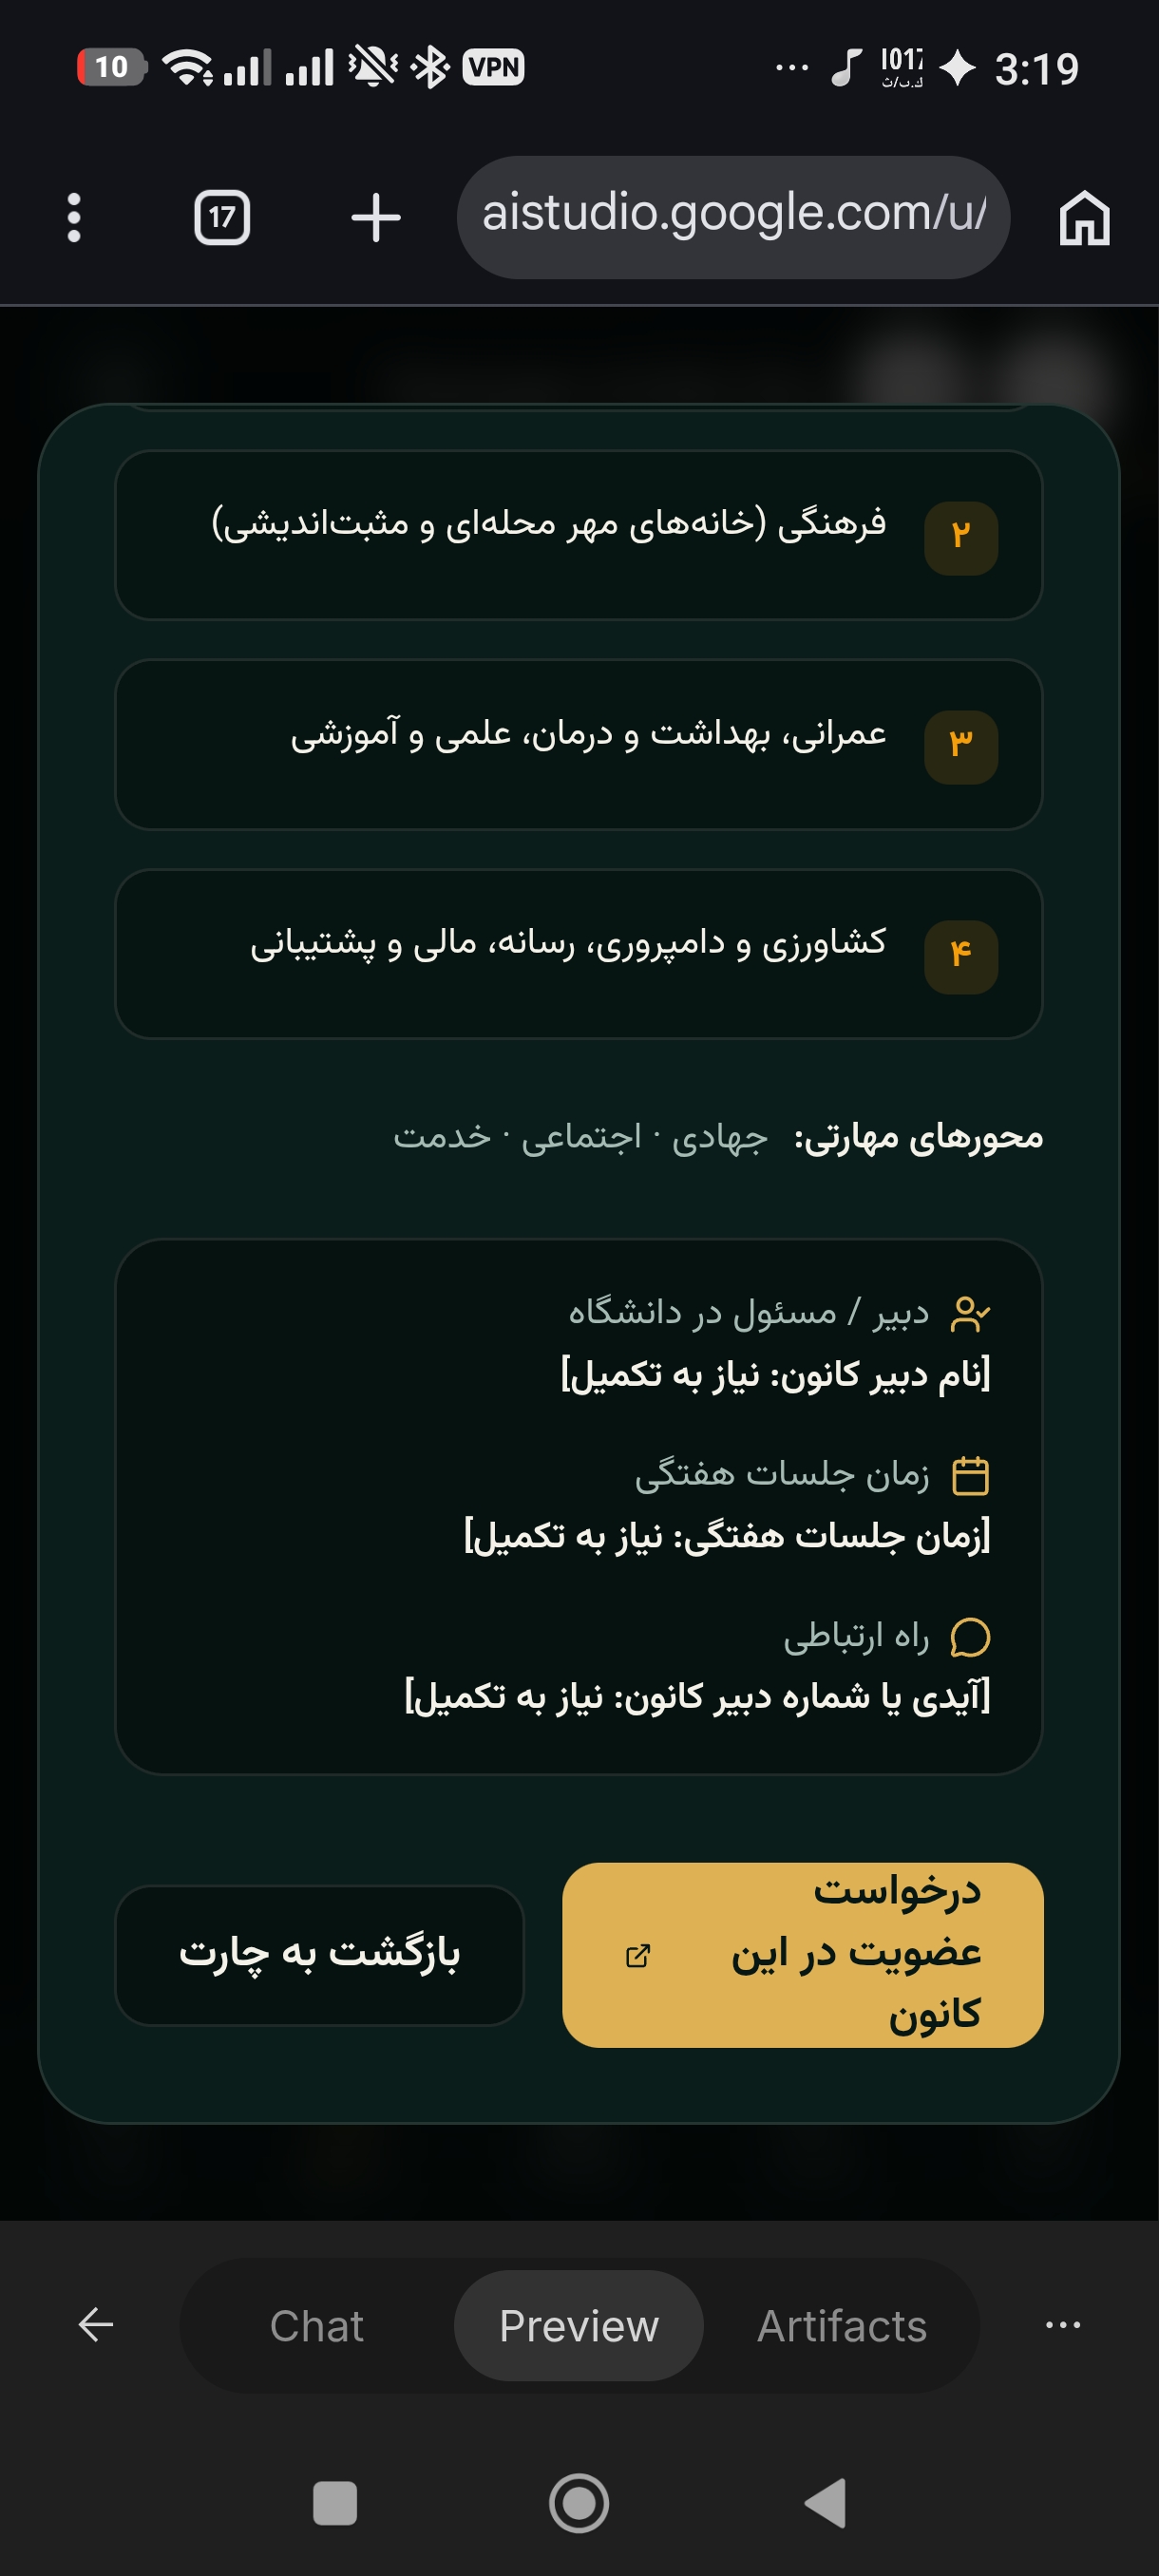 10
VPN
...
101
ک.ب/ث
3:19
17
aistudio.google.com/u/
۲
فرهنگی (خانه‌های مهر محله‌ای و مثبت‌اندیشی)
۳
عمرانی، بهداشت و درمان، علمی و آموزشی
۴
کشاورزی و دامپروری، رسانه، مالی و پشتیبانی
محورهای مهارتی: جهادی · اجتماعی · خدمت
دبیر / مسئول در دانشگاه
[نام دبیر کانون: نیاز به تکمیل]
زمان جلسات هفتگی
[زمان جلسات هفتگی: نیاز به تکمیل]
راه ارتباطی
[آیدی یا شماره دبیر کانون: نیاز به تکمیل]
درخواست
عضویت در این
کانون
بازگشت به چارت
Chat
Preview
Artifacts